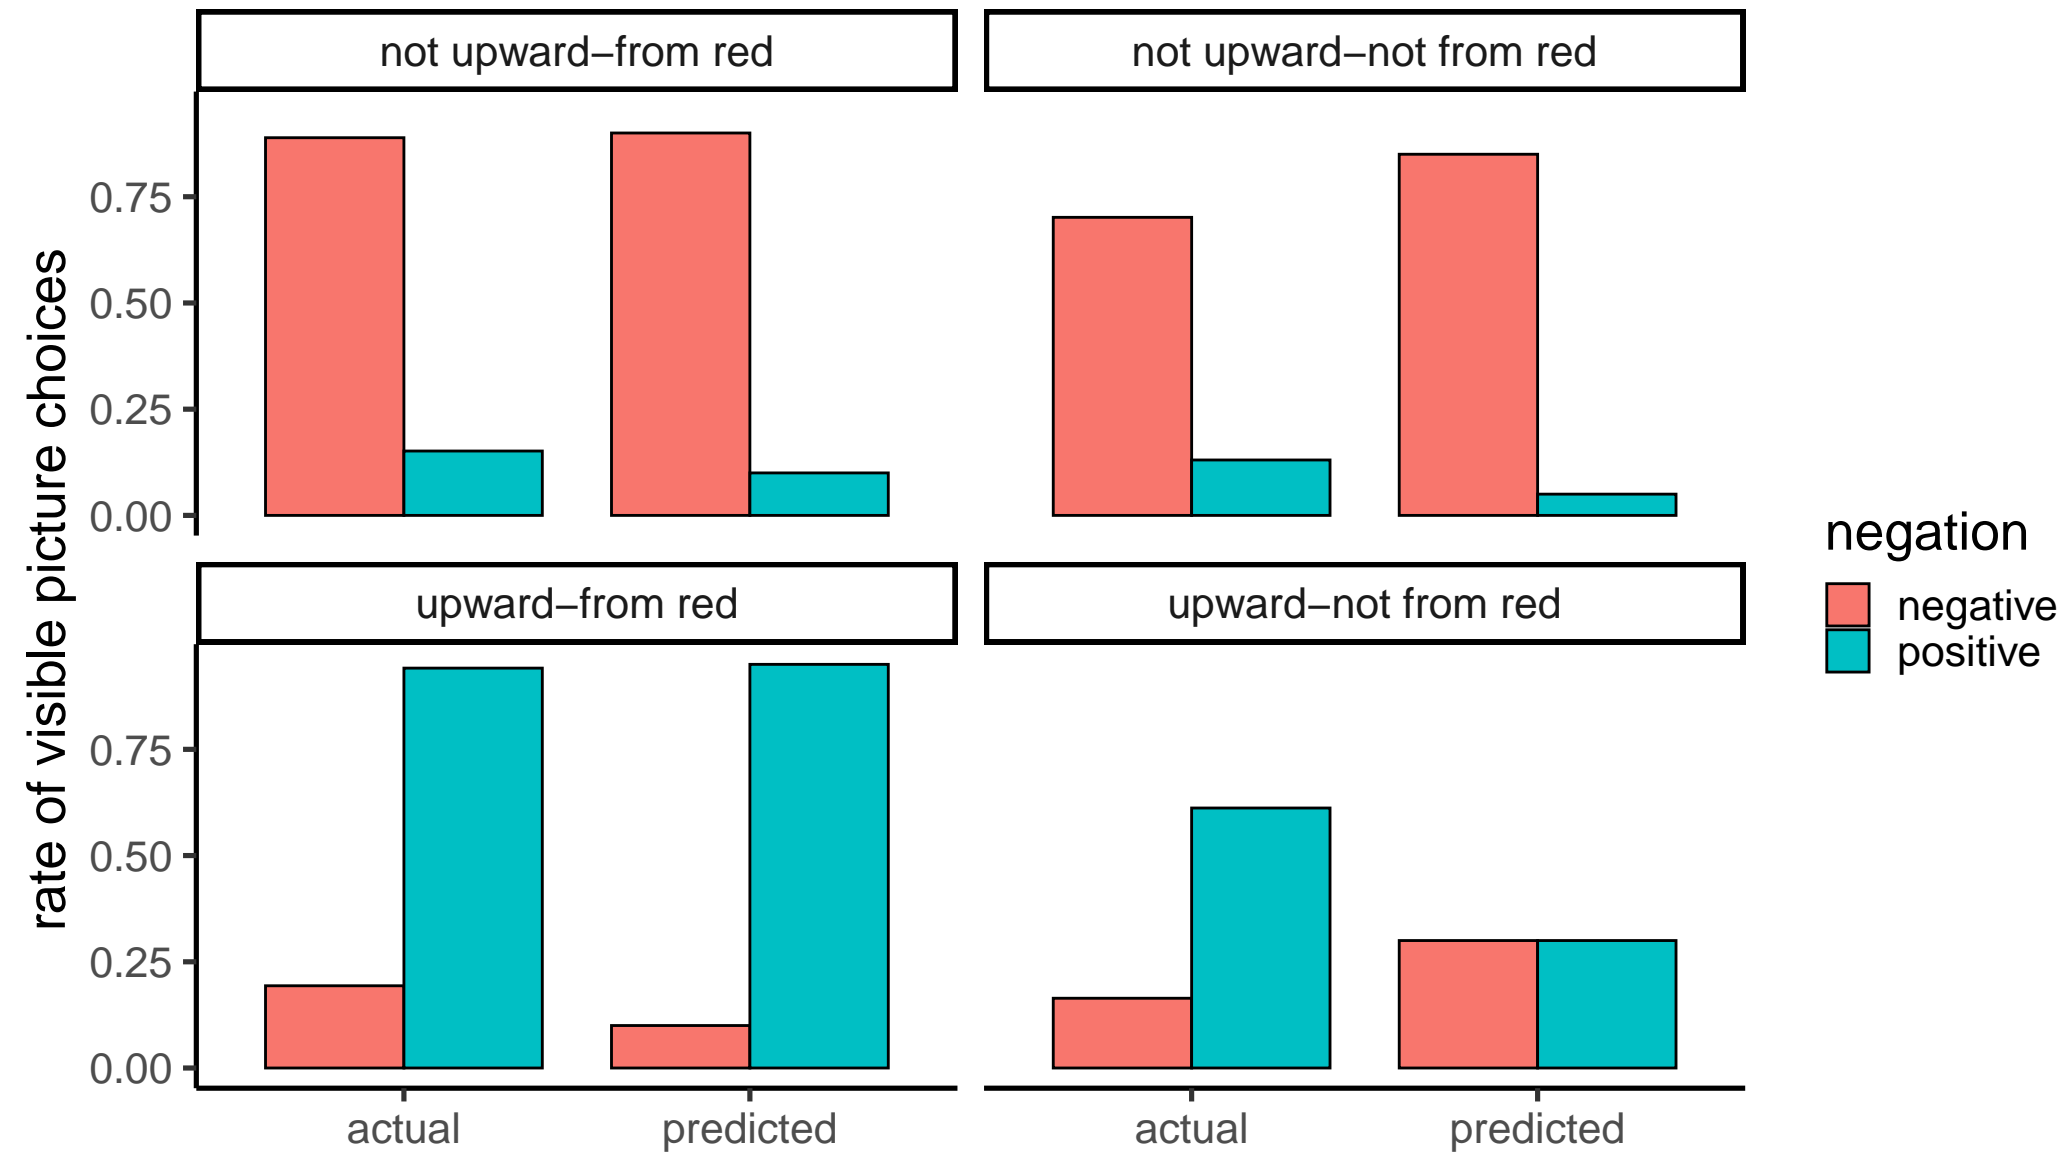 not upward–from red
not upward–not from red
0.75
0.50
0.25
0.00
upward–from red
upward–not from red
0.75
0.50
0.25
0.00
actual
predicted
actual
predicted
rate of visible picture choices
negation
negative
positive